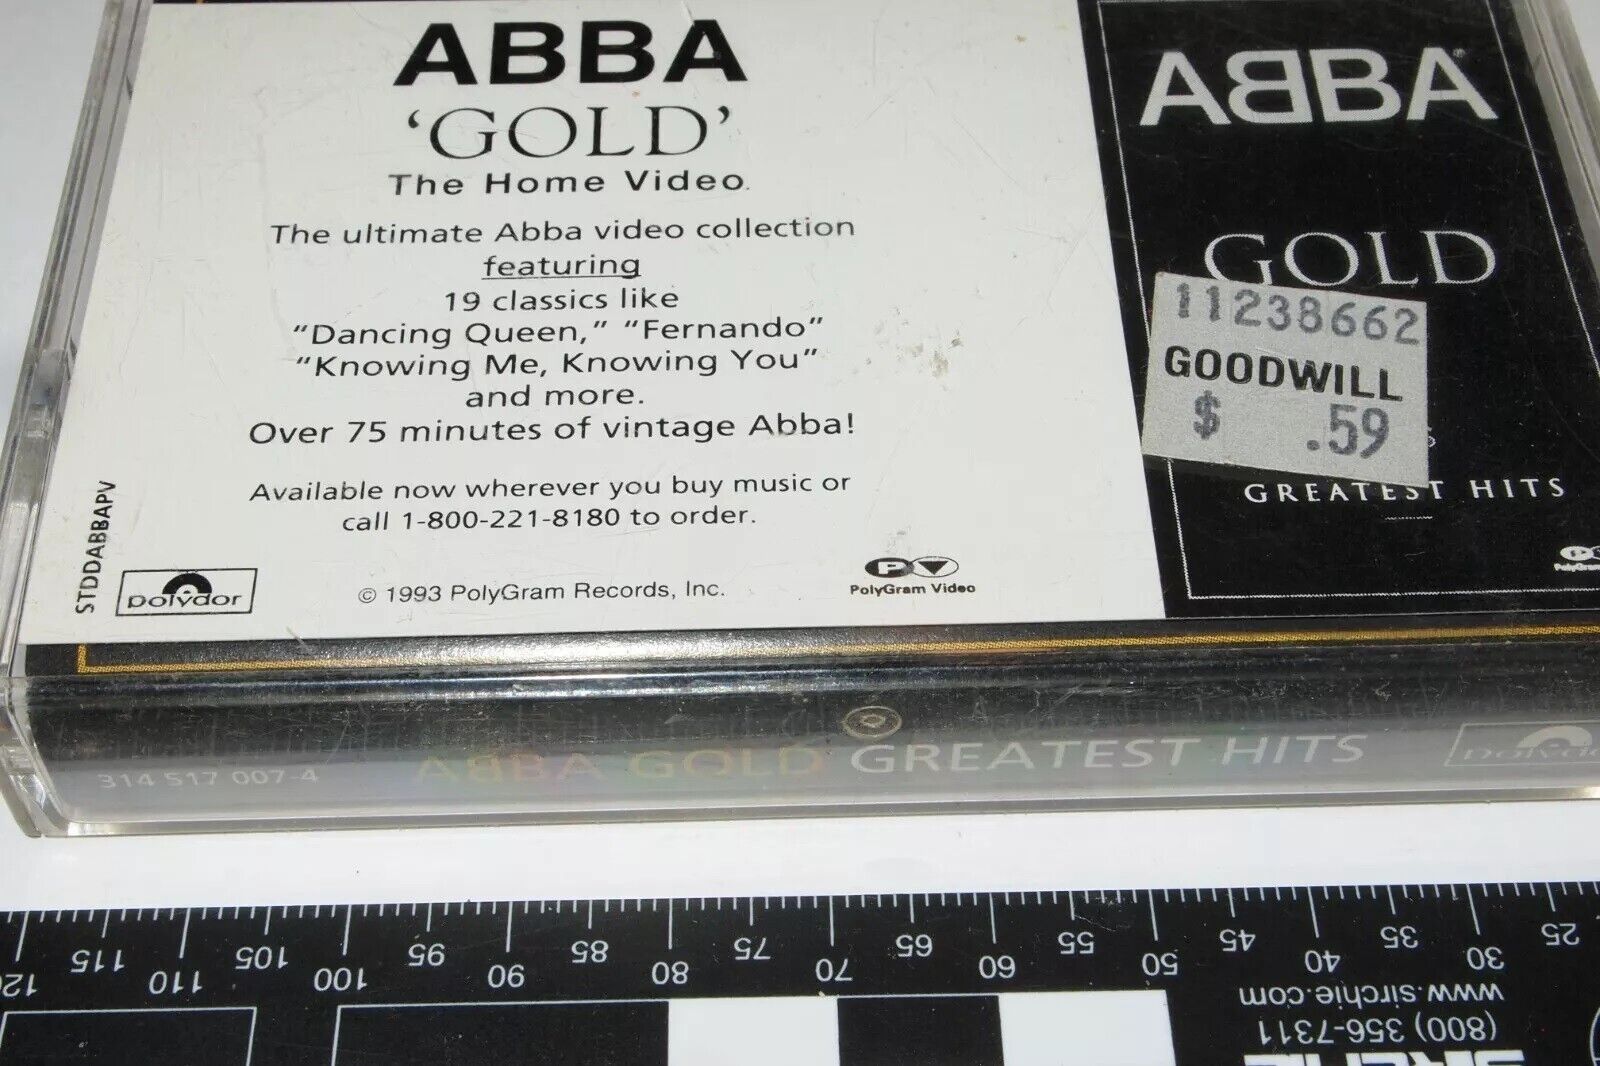 ABBA
'GOLD'
The Home Video.
The ultimate Abba video collection
featuring
19 classics like
"Dancing Queen," "Fernando"
"Knowing Me, Knowing You"
and more.
Over 75 minutes of vintage Abba!
Available now wherever you buy music or
call 1-800-221-8180 to order.
STDDABBAPV
polydor
© 1993 PolyGram Records, Inc.
PV
PolyGram Video
ABBA®
GOLD
11238662
GOODWILL
$ .59
GREATEST HITS
314 517 007-4
ABBA GOLD GREATEST HITS
polydor
120 115 110 105 100 95 90 85 80 75 70 65 60 55 50 45 40 35 30 25
www.sirchie.com
(800) 356-7311